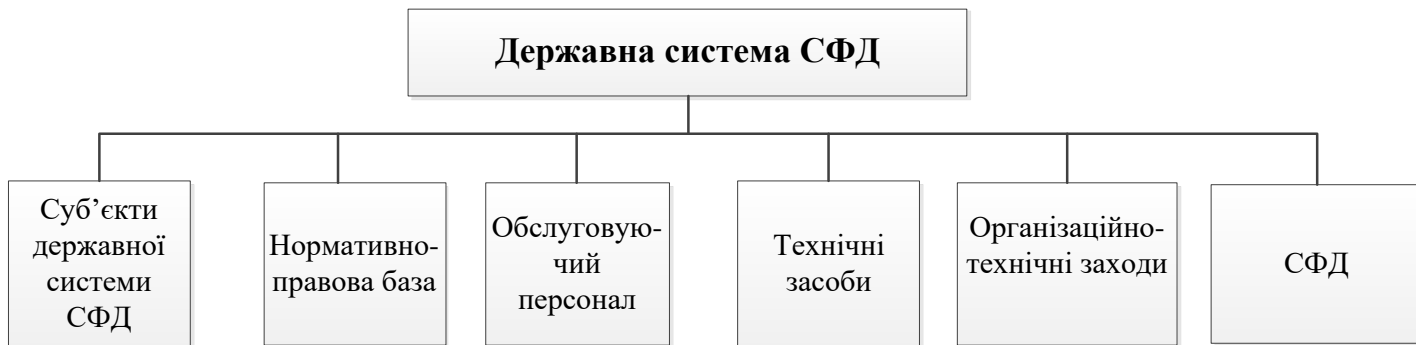 Державна система СФД
Суб’єкти
державної
системи
СФД
Нормативно-
правова база
Обслуговую-
чий
персонал
Технічні
засоби
Організаційно-
технічні заходи
СФД